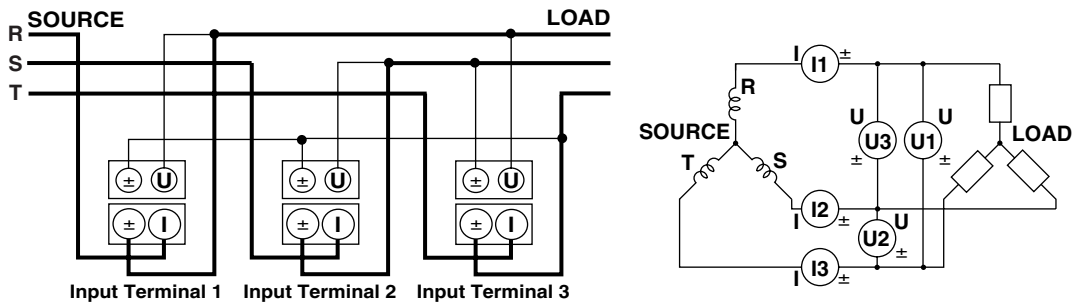 SOURCE LOAD
R
S
T
± U ± U ± U
± I ± I ± I
Input Terminal 1 Input Terminal 2 Input Terminal 3
I I1 ±
R
SOURCE
T S
U U3 ±
U U1 ±
LOAD
I I2 ±
U U2 ±
I I3 ±